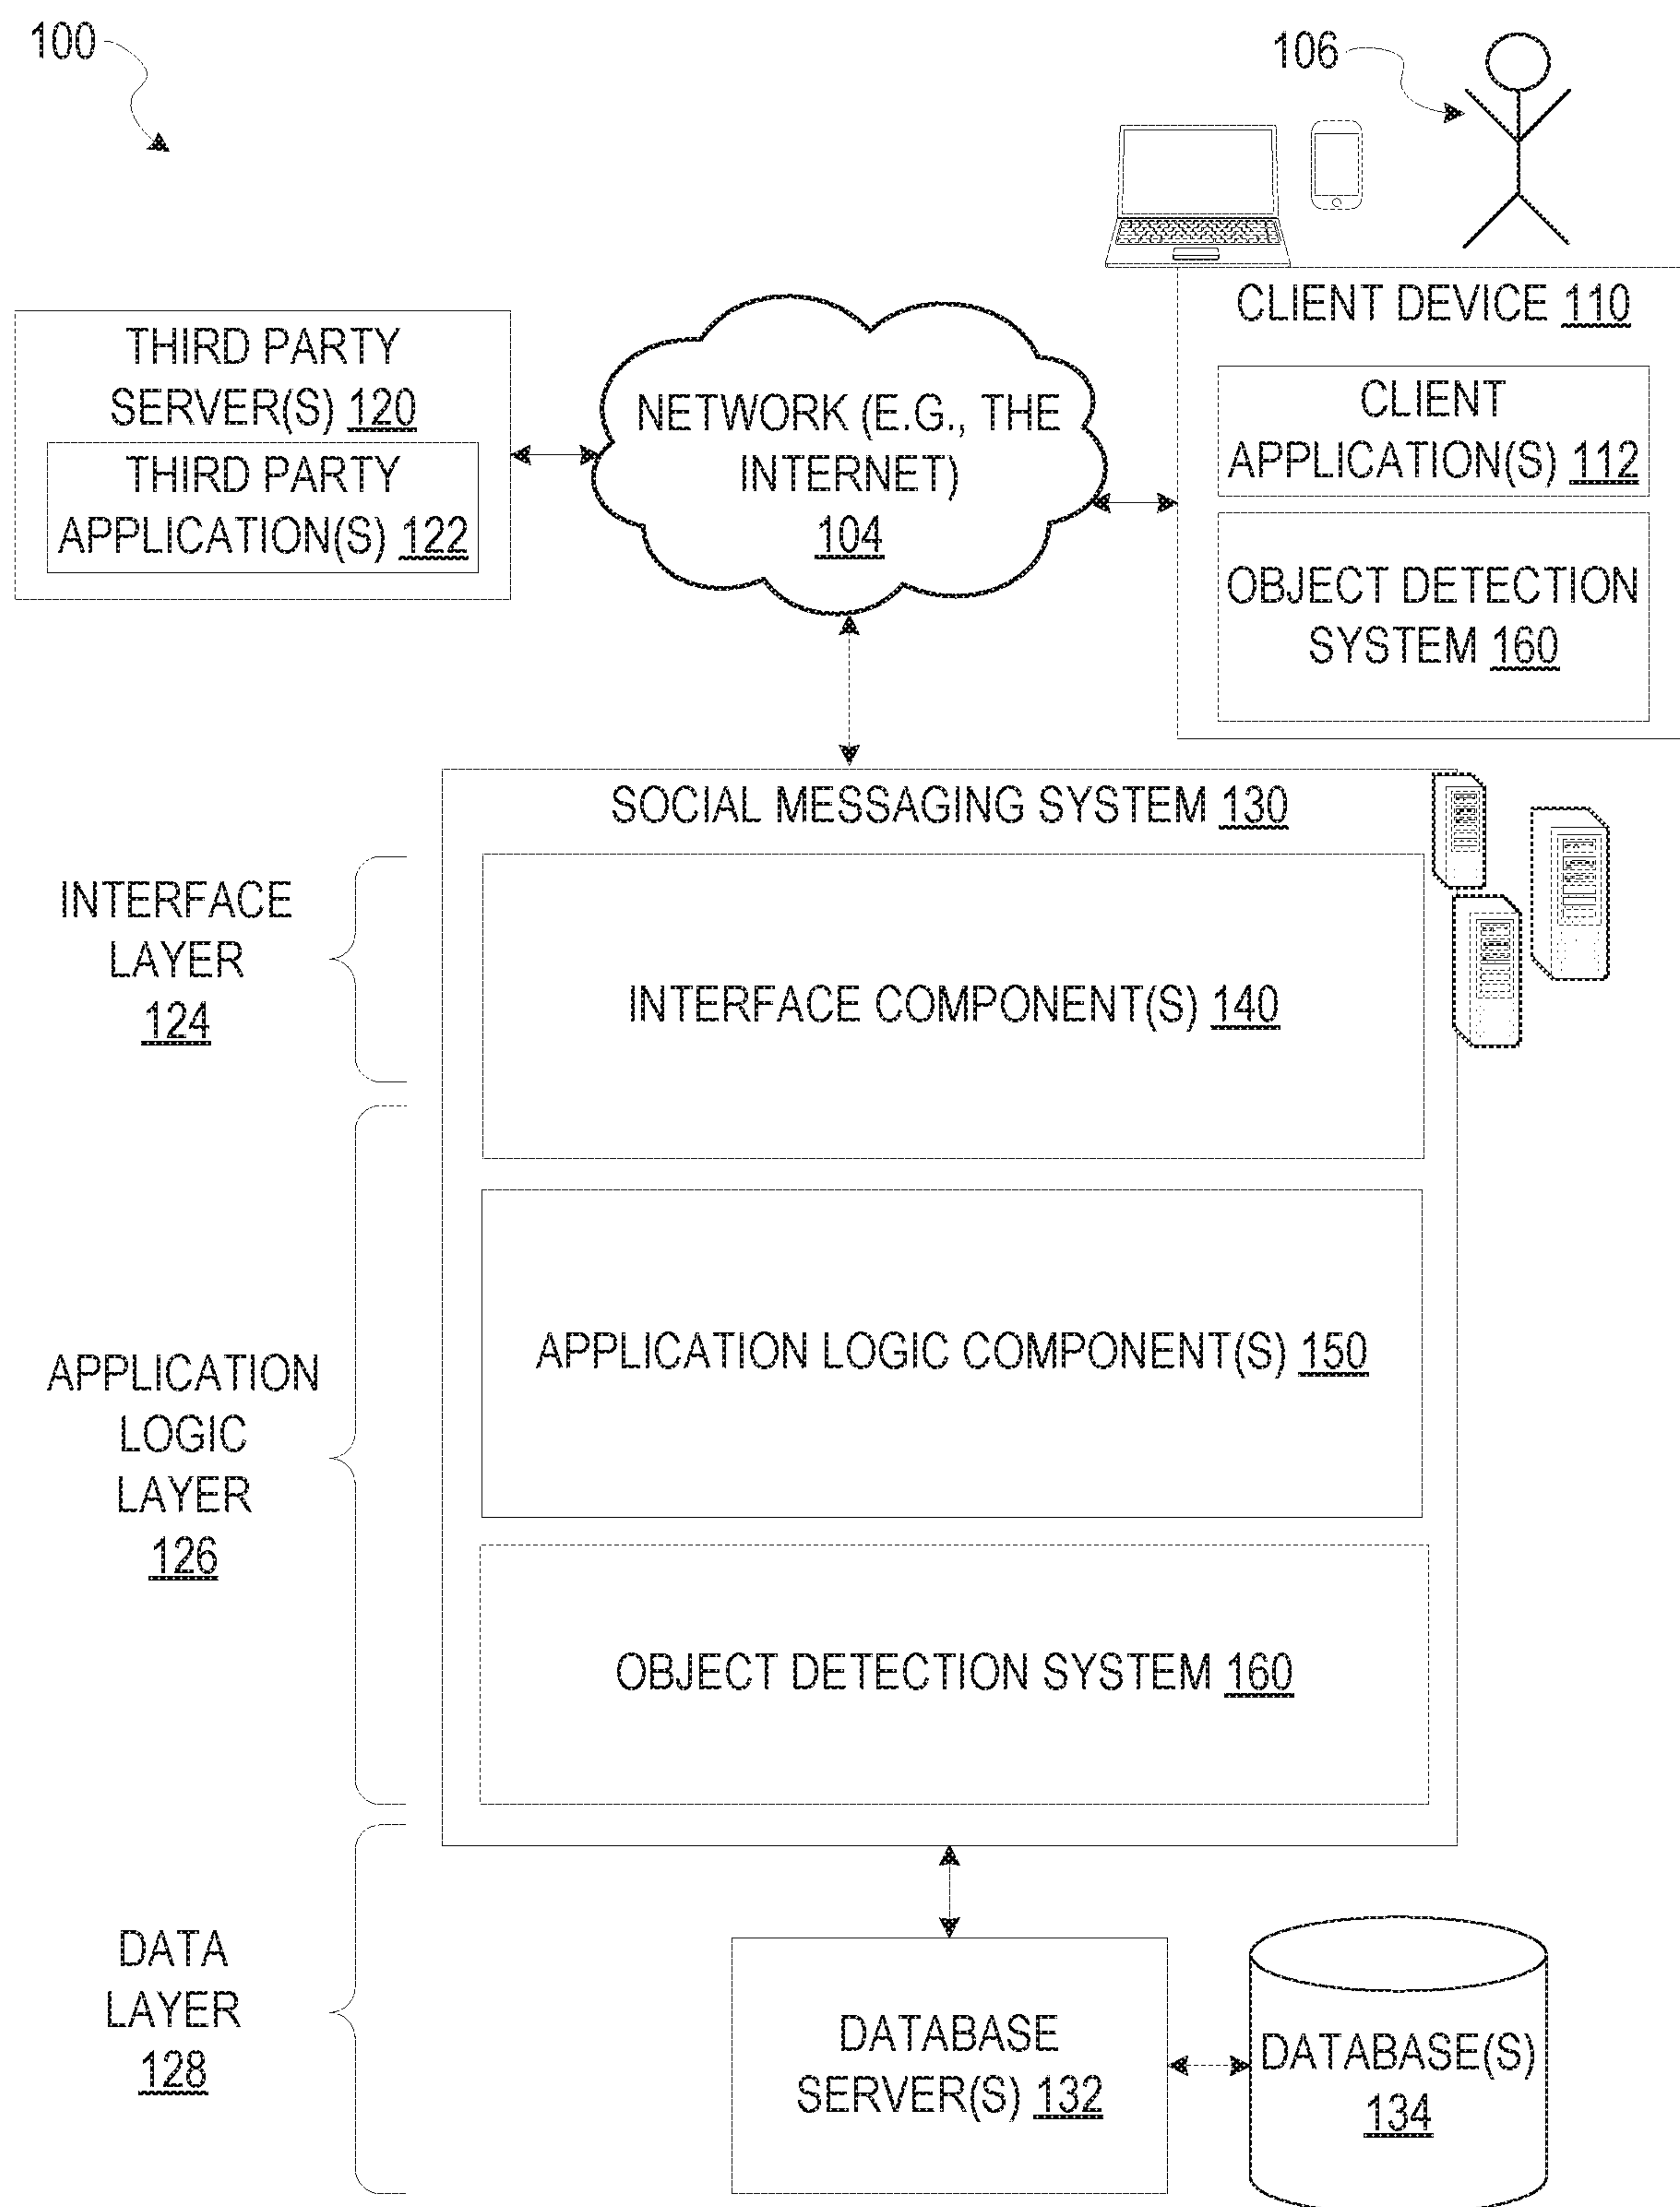 100
106
THIRD PARTY
SERVER(S) 120
THIRD PARTY
APPLICATION(S) 122
NETWORK (E.G., THE
INTERNET)
104
CLIENT DEVICE 110
CLIENT
APPLICATION(S) 112
OBJECT DETECTION
SYSTEM 160
SOCIAL MESSAGING SYSTEM 130
INTERFACE
LAYER
124
INTERFACE COMPONENT(S) 140
APPLICATION
LOGIC
LAYER
126
APPLICATION LOGIC COMPONENT(S) 150
OBJECT DETECTION SYSTEM 160
DATA
LAYER
128
DATABASE
SERVER(S) 132
DATABASE(S)
134